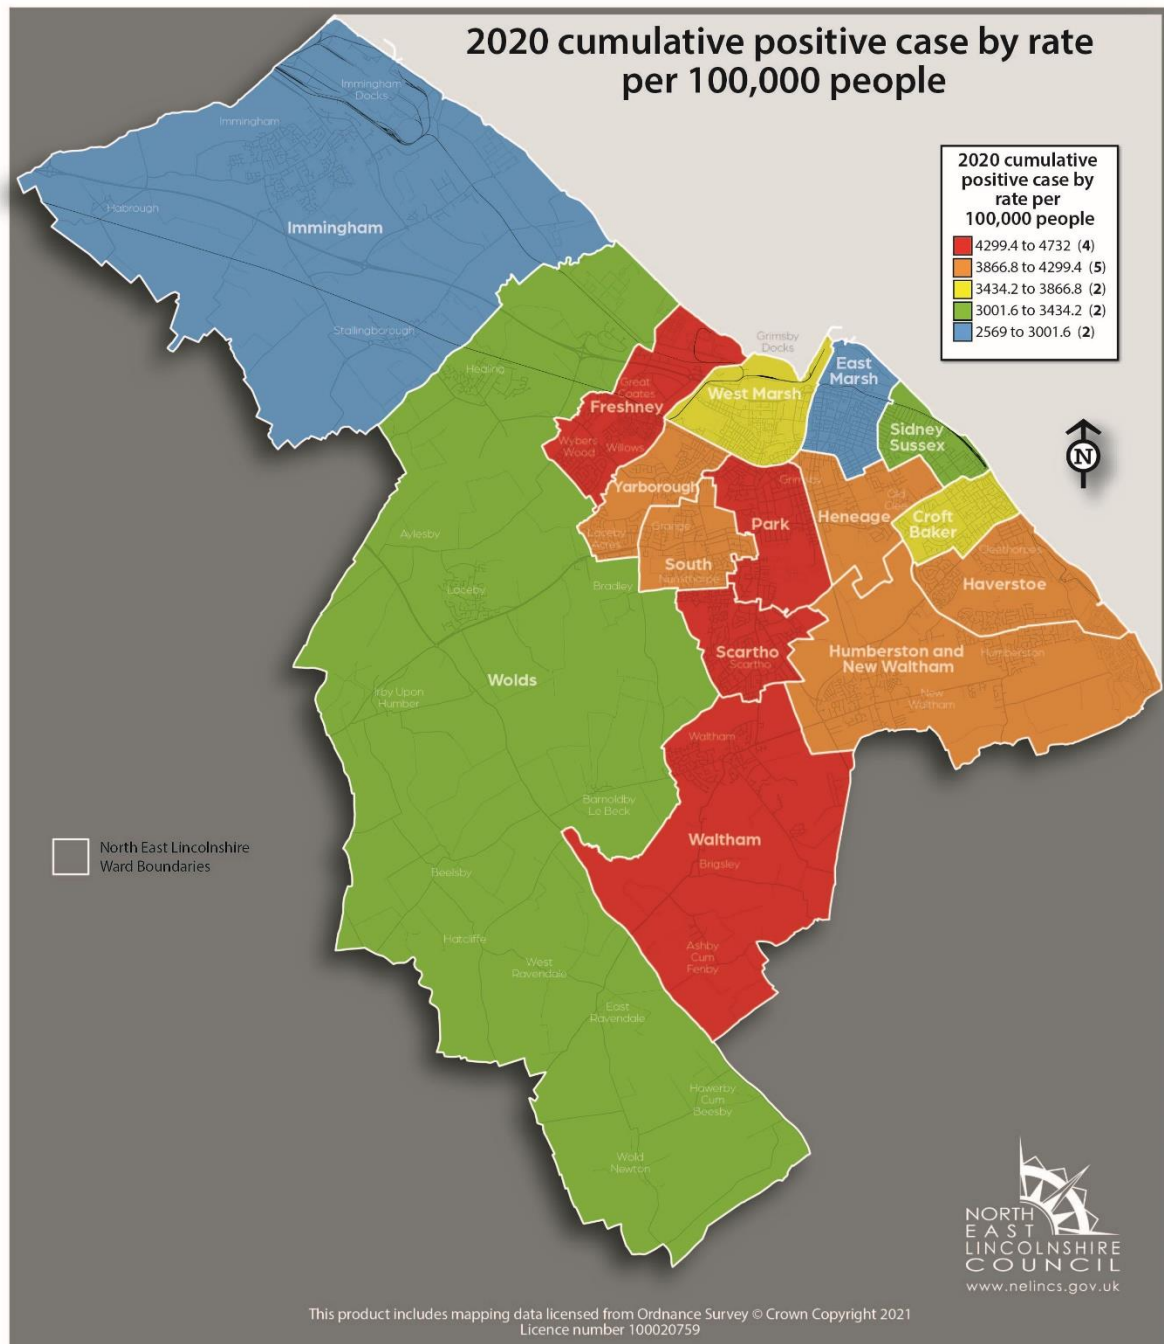 2020 cumulative positive case by rate
per 100,000 people
2020 cumulative
positive case by
rate per
100,000 people
4299.4 to 4732 (4)
3866.8 to 4299.4 (5)
3434.2 to 3866.8 (2)
3001.6 to 3434.2 (2)
2569 to 3001.6 (2)
Immingham
Docks
Immingham
Habrough
Immingham
Stallingborough
Healing
Great
Coates
Freshney
Wybers
Wood
Willows
Grimsby
Docks
West Marsh
East
Marsh
Sidney
Sussex
Yarborough
Laceby
Acres
Grange
South
Nunsthorpe
Park
Grimsby
Heneage
Old
Croft
Baker
Cleethorpes
Haverstoe
Aylesby
Laceby
Bradley
Scartho
Scartho
Humberston and
New Waltham
Humberston
New
Waltham
Wolds
Irby Upon
Humber
Waltham
Barnoldby
Le Beck
Waltham
Brigsley
Beelsby
Hatcliffe
West
Ravendale
Ashby
Cum
Fenby
East
Ravendale
Hawerby
Cum
Beesby
Wold
Newton
N
North East Lincolnshire
Ward Boundaries
NORTH
EAST
LINCOLNSHIRE
COUNCIL
www.nelincs.gov.uk
This product includes mapping data licensed from Ordnance Survey © Crown Copyright 2021
Licence number 100020759